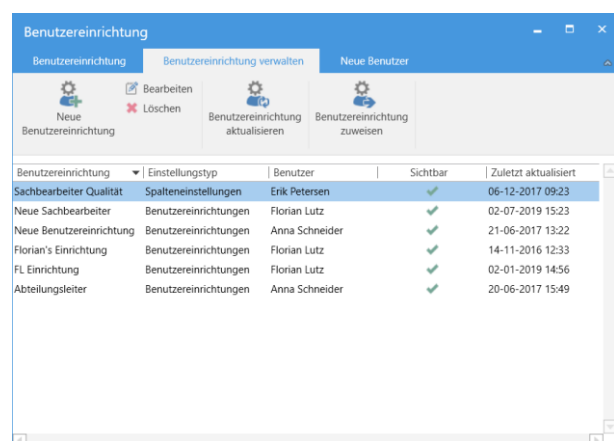 Benutzereinrichtung
Benutzereinrichtung Benutzereinrichtung verwalten Neue Benutzer
Neue Benutzereinrichtung
Bearbeiten
Löschen
Benutzereinrichtung aktualisieren
Benutzereinrichtung zuweisen
Benutzereinrichtung Einstellungstyp Benutzer Sichtbar Zuletzt aktualisiert
Sachbearbeiter Qualität Spalteneinstellungen Erik Petersen 06-12-2017 09:23
Neue Sachbearbeiter Benutzereinrichtungen Florian Lutz 02-07-2019 15:23
Neue Benutzereinrichtung Benutzereinrichtungen Anna Schneider 21-06-2017 13:22
Florian's Einrichtung Benutzereinrichtungen Florian Lutz 14-11-2016 12:33
FL Einrichtung Benutzereinrichtungen Florian Lutz 02-01-2019 14:56
Abteilungsleiter Benutzereinrichtungen Anna Schneider 20-06-2017 15:49